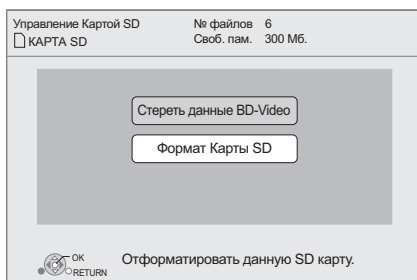 Управление Картой SD
№ файлов 6
КАРТА SD
Своб. пам. 300 Мб.
Стереть данные BD-Video
Формат Карты SD
OK
RETURN
Отформатировать данную SD карту.